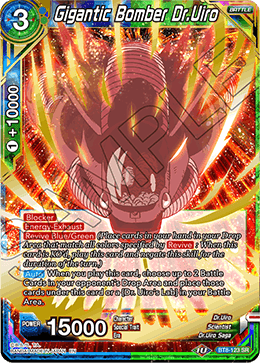 3
Gigantic Bomber Dr.Uiro
BATTLE
+10000
SAMPLE
Blocker
Energy-Exhaust
Revive Blue/Green (Place cards in your hand in your Drop
Area that match all colors specified by Revive : When this
card is KO'd, play this card and negate this skill for the
duration of the turn.)
Auto When you play this card, choose up to 2 Battle
Cards in your opponent's Drop Area and place those
cards under this card or a {Dr. Uiro's Lab} in your Battle
Area.
POWER 15000
Character Dr.Uiro
Special Trait Scientist
Era Dr.Uiro Saga
BANDAI MADE IN JAPAN EN
BT8-123 SR